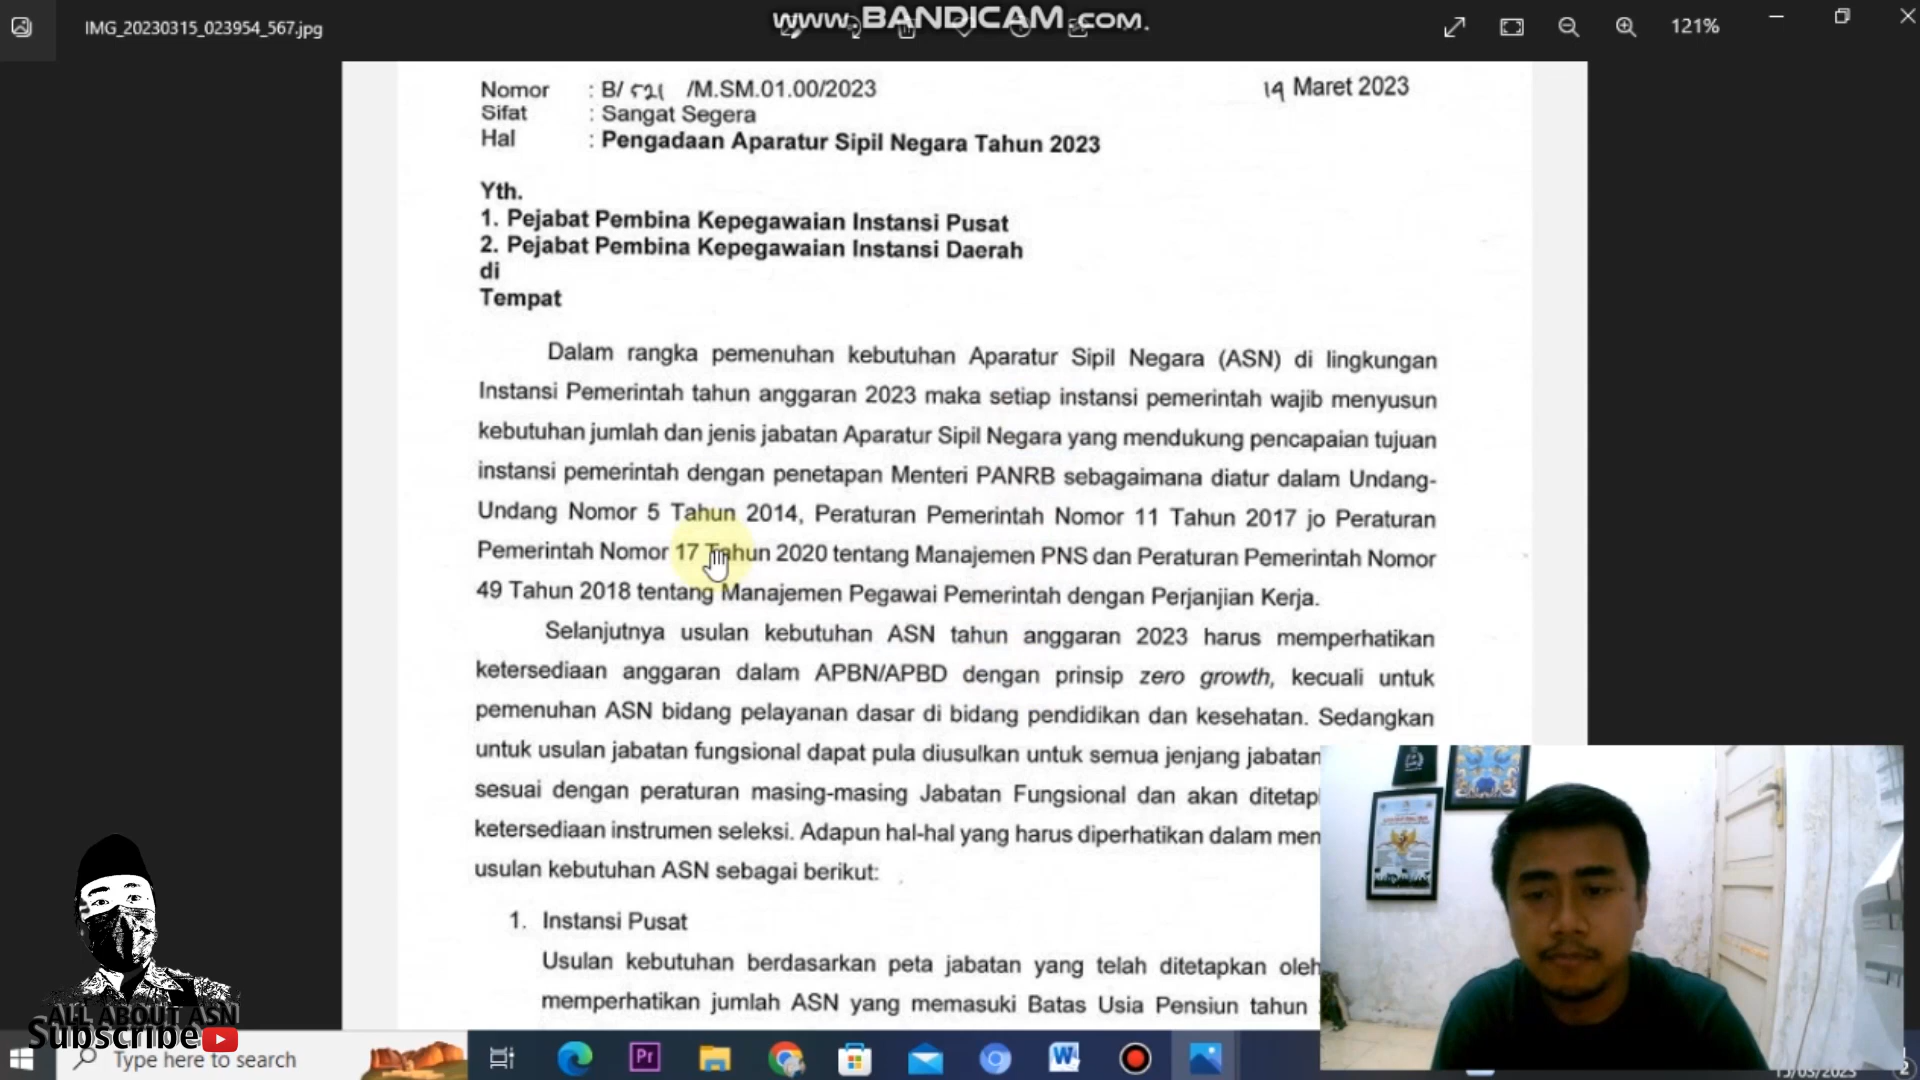 www.BANDICAM.com.
IMG_20230315_023954_567.jpg
121%
Nomor : B/ 521 /M.SM.01.00/2023
19 Maret 2023
Sifat : Sangat Segera
Hal : Pengadaan Aparatur Sipil Negara Tahun 2023
Yth.
1. Pejabat Pembina Kepegawaian Instansi Pusat
2. Pejabat Pembina Kepegawaian Instansi Daerah
di
Tempat
Dalam rangka pemenuhan kebutuhan Aparatur Sipil Negara (ASN) di lingkungan
Instansi Pemerintah tahun anggaran 2023 maka setiap instansi pemerintah wajib menyusun
kebutuhan jumlah dan jenis jabatan Aparatur Sipil Negara yang mendukung pencapaian tujuan
instansi pemerintah dengan penetapan Menteri PANRB sebagaimana diatur dalam Undang-
Undang Nomor 5 Tahun 2014, Peraturan Pemerintah Nomor 11 Tahun 2017 jo Peraturan
Pemerintah Nomor 17 Tahun 2020 tentang Manajemen PNS dan Peraturan Pemerintah Nomor
49 Tahun 2018 tentang Manajemen Pegawai Pemerintah dengan Perjanjian Kerja.
Selanjutnya usulan kebutuhan ASN tahun anggaran 2023 harus memperhatikan
ketersediaan anggaran dalam APBN/APBD dengan prinsip zero growth, kecuali untuk
pemenuhan ASN bidang pelayanan dasar di bidang pendidikan dan kesehatan. Sedangkan
untuk usulan jabatan fungsional dapat pula diusulkan untuk semua jenjang jabatan
sesuai dengan peraturan masing-masing Jabatan Fungsional dan akan ditetap
ketersediaan instrumen seleksi. Adapun hal-hal yang harus diperhatikan dalam men
usulan kebutuhan ASN sebagai berikut:
1. Instansi Pusat
Usulan kebutuhan berdasarkan peta jabatan yang telah ditetapkan oleh
memperhatikan jumlah ASN yang memasuki Batas Usia Pensiun tahun
ALL ABOUT ASN
Subscribe
Type here to search
Pr
W
15/03/2023
2